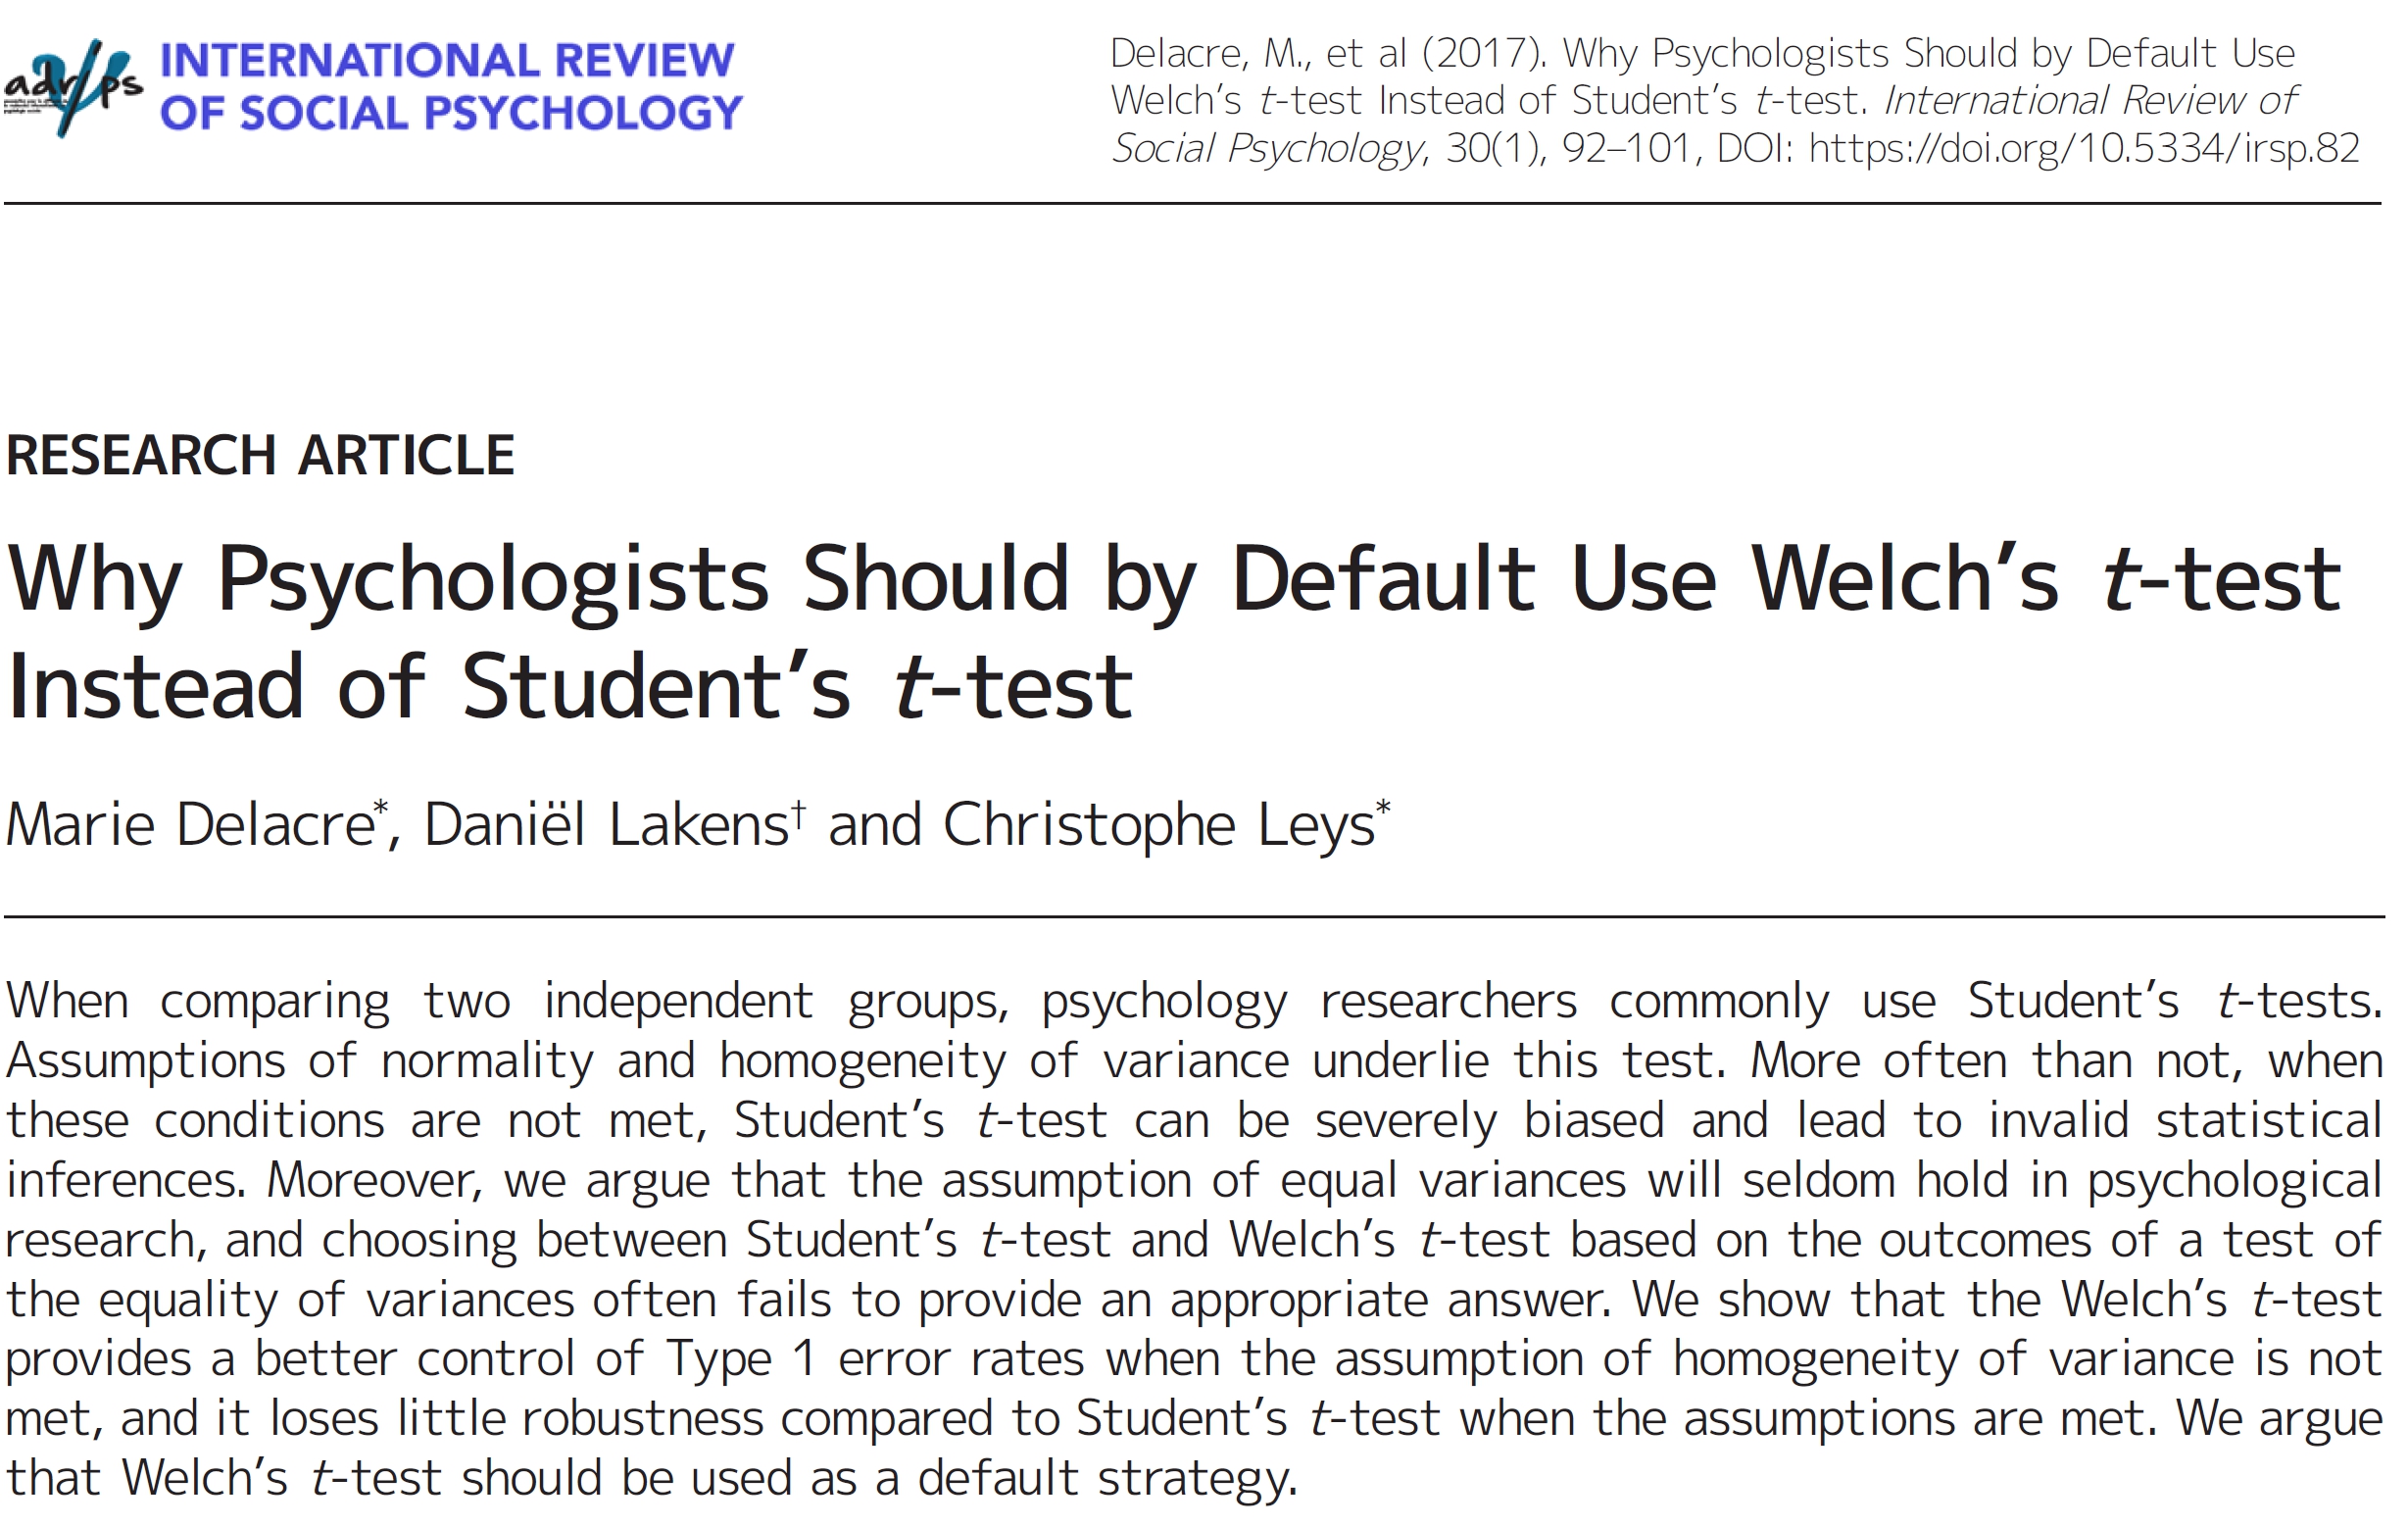 adrips
INTERNATIONAL REVIEW
OF SOCIAL PSYCHOLOGY
Delacre, M., et al (2017). Why Psychologists Should by Default Use
Welch’s t-test Instead of Student’s t-test. International Review of
Social Psychology, 30(1), 92–101, DOI: https://doi.org/10.5334/irsp.82
RESEARCH ARTICLE
Why Psychologists Should by Default Use Welch’s t-test
Instead of Student’s t-test
Marie Delacre*, Daniël Lakens† and Christophe Leys*
When comparing two independent groups, psychology researchers commonly use Student’s t-tests.
Assumptions of normality and homogeneity of variance underlie this test. More often than not, when
these conditions are not met, Student’s t-test can be severely biased and lead to invalid statistical
inferences. Moreover, we argue that the assumption of equal variances will seldom hold in psychological
research, and choosing between Student’s t-test and Welch’s t-test based on the outcomes of a test of
the equality of variances often fails to provide an appropriate answer. We show that the Welch’s t-test
provides a better control of Type 1 error rates when the assumption of homogeneity of variance is not
met, and it loses little robustness compared to Student’s t-test when the assumptions are met. We argue
that Welch’s t-test should be used as a default strategy.